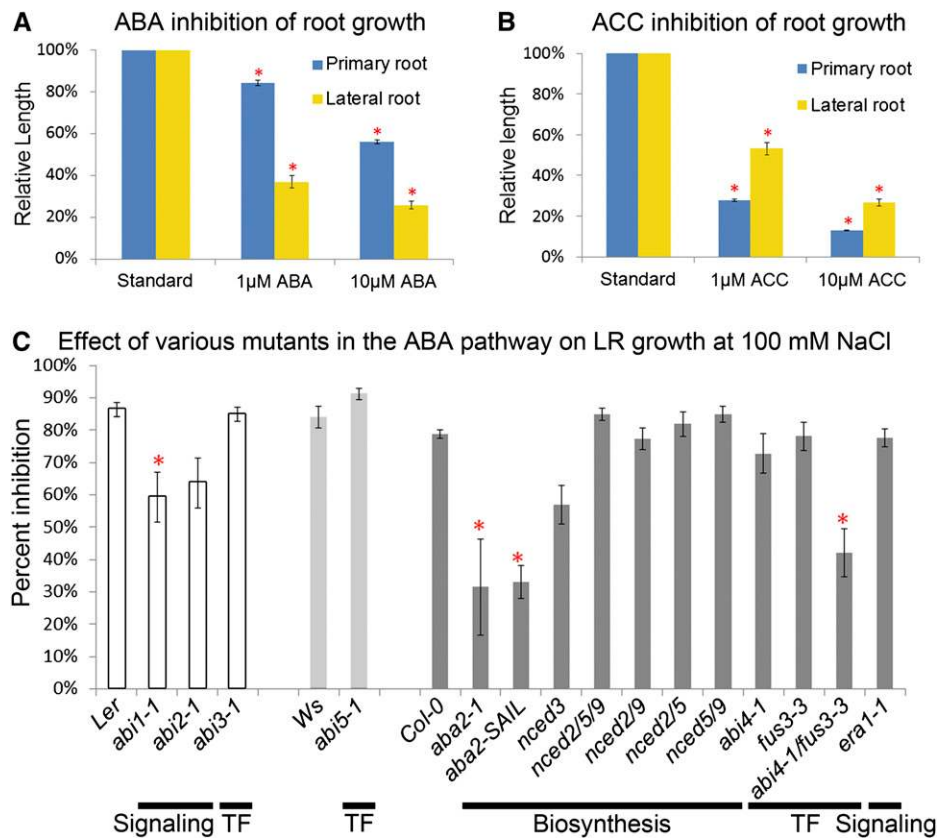 A ABA inhibition of root growth
Relative Length
100%
80%
60%
40%
20%
0%
Primary root
Lateral root
*
*
*
*
Standard 1µM ABA 10µM ABA
B ACC inhibition of root growth
Relative length
100%
80%
60%
40%
20%
0%
Primary root
Lateral root
*
*
*
*
Standard 1µM ACC 10µM ACC
C Effect of various mutants in the ABA pathway on LR growth at 100 mM NaCl
Percent inhibition
100%
90%
80%
70%
60%
50%
40%
30%
20%
10%
0%
*
*
*
*
Ler abi1-1 abi2-1 abi3-1 Ws abi5-1 Col-0 aba2-1 aba2-SAIL nced3 nced2/5/9 nced2/9 nced2/5 nced5/9 abi4-1 fus3-3 abi4-1/fus3-3 era1-1
Signaling TF TF Biosynthesis TF Signaling